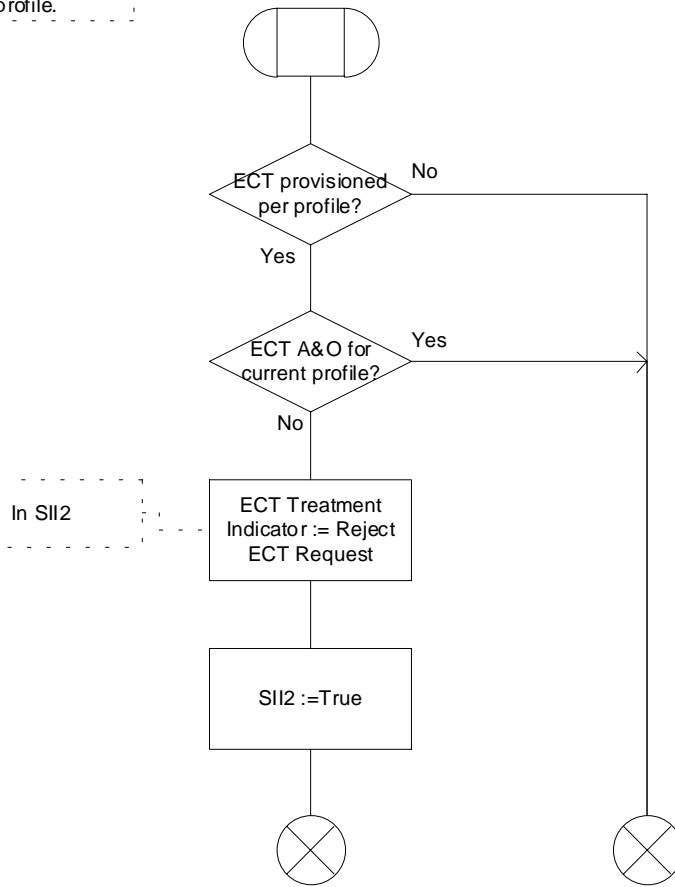 profile.
ECT provisioned
per profile?
No
Yes
ECT A&O for
current profile?
Yes
No
In SII2
ECT Treatment
Indicator := Reject
ECT Request
SII2 :=True